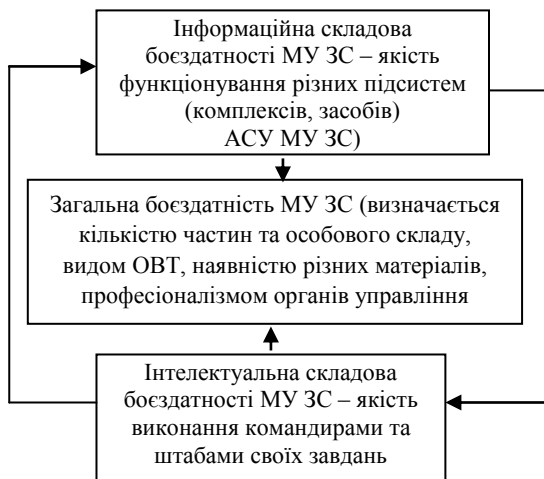 Інформаційна складова
боєздатності МУ ЗС – якість
функціонування різних підсистем
(комплексів, засобів)
АСУ МУ ЗС)
Загальна боєздатність МУ ЗС (визначається
кількістю частин та особового складу,
видом ОВТ, наявністю різних матеріалів,
професіоналізмом органів управління
Інтелектуальна складова
боєздатності МУ ЗС – якість
виконання командирами та
штабами своїх завдань